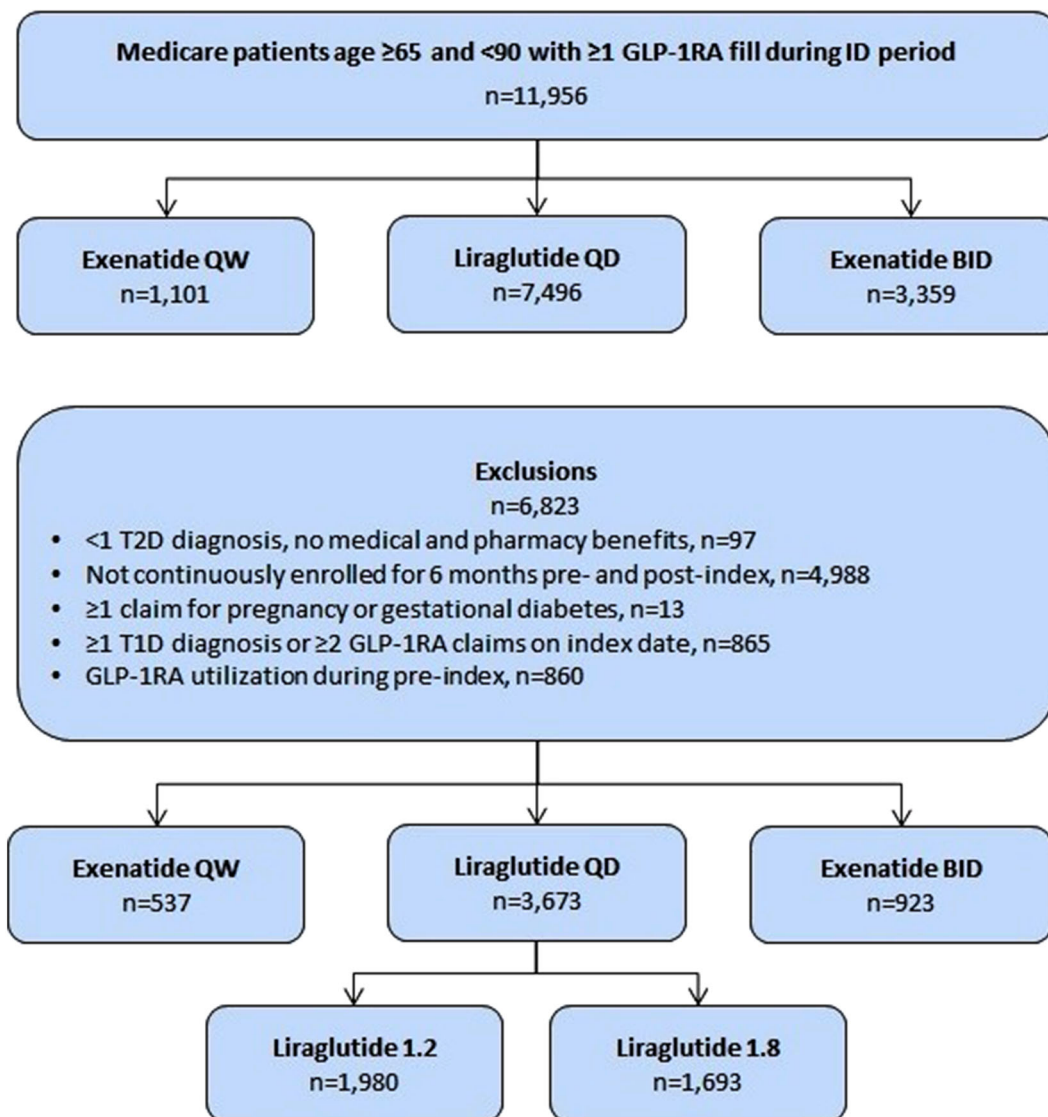 Medicare patients age ≥65 and <90 with ≥1 GLP-1RA fill during ID period
n=11,956
Exenatide QW
n=1,101
Liraglutide QD
n=7,496
Exenatide BID
n=3,359
Exclusions
n=6,823
• <1 T2D diagnosis, no medical and pharmacy benefits, n=97
• Not continuously enrolled for 6 months pre- and post-index, n=4,988
• ≥1 claim for pregnancy or gestational diabetes, n=13
• ≥1 T1D diagnosis or ≥2 GLP-1RA claims on index date, n=865
• GLP-1RA utilization during pre-index, n=860
Exenatide QW
n=537
Liraglutide QD
n=3,673
Exenatide BID
n=923
Liraglutide 1.2
n=1,980
Liraglutide 1.8
n=1,693